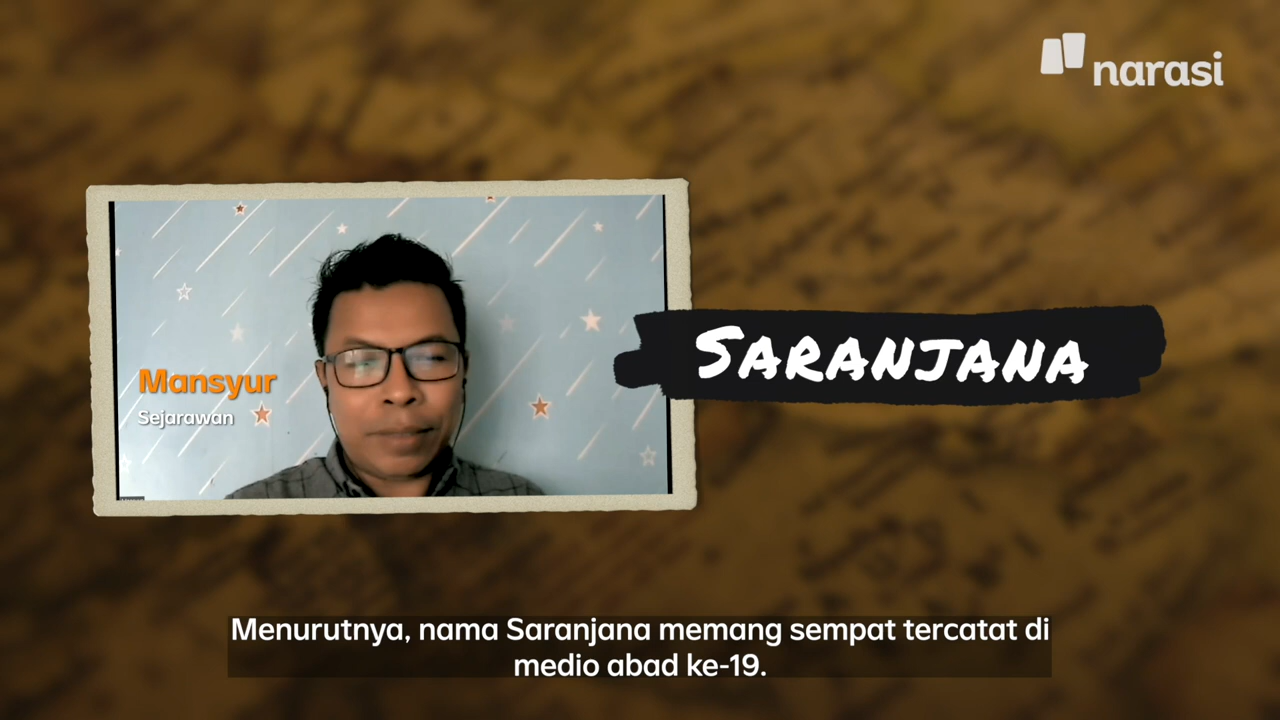 narasi
Mansyur
Sejarawan
SARANJANA
Menurutnya, nama Saranjana memang sempat tercatat di
medio abad ke-19.